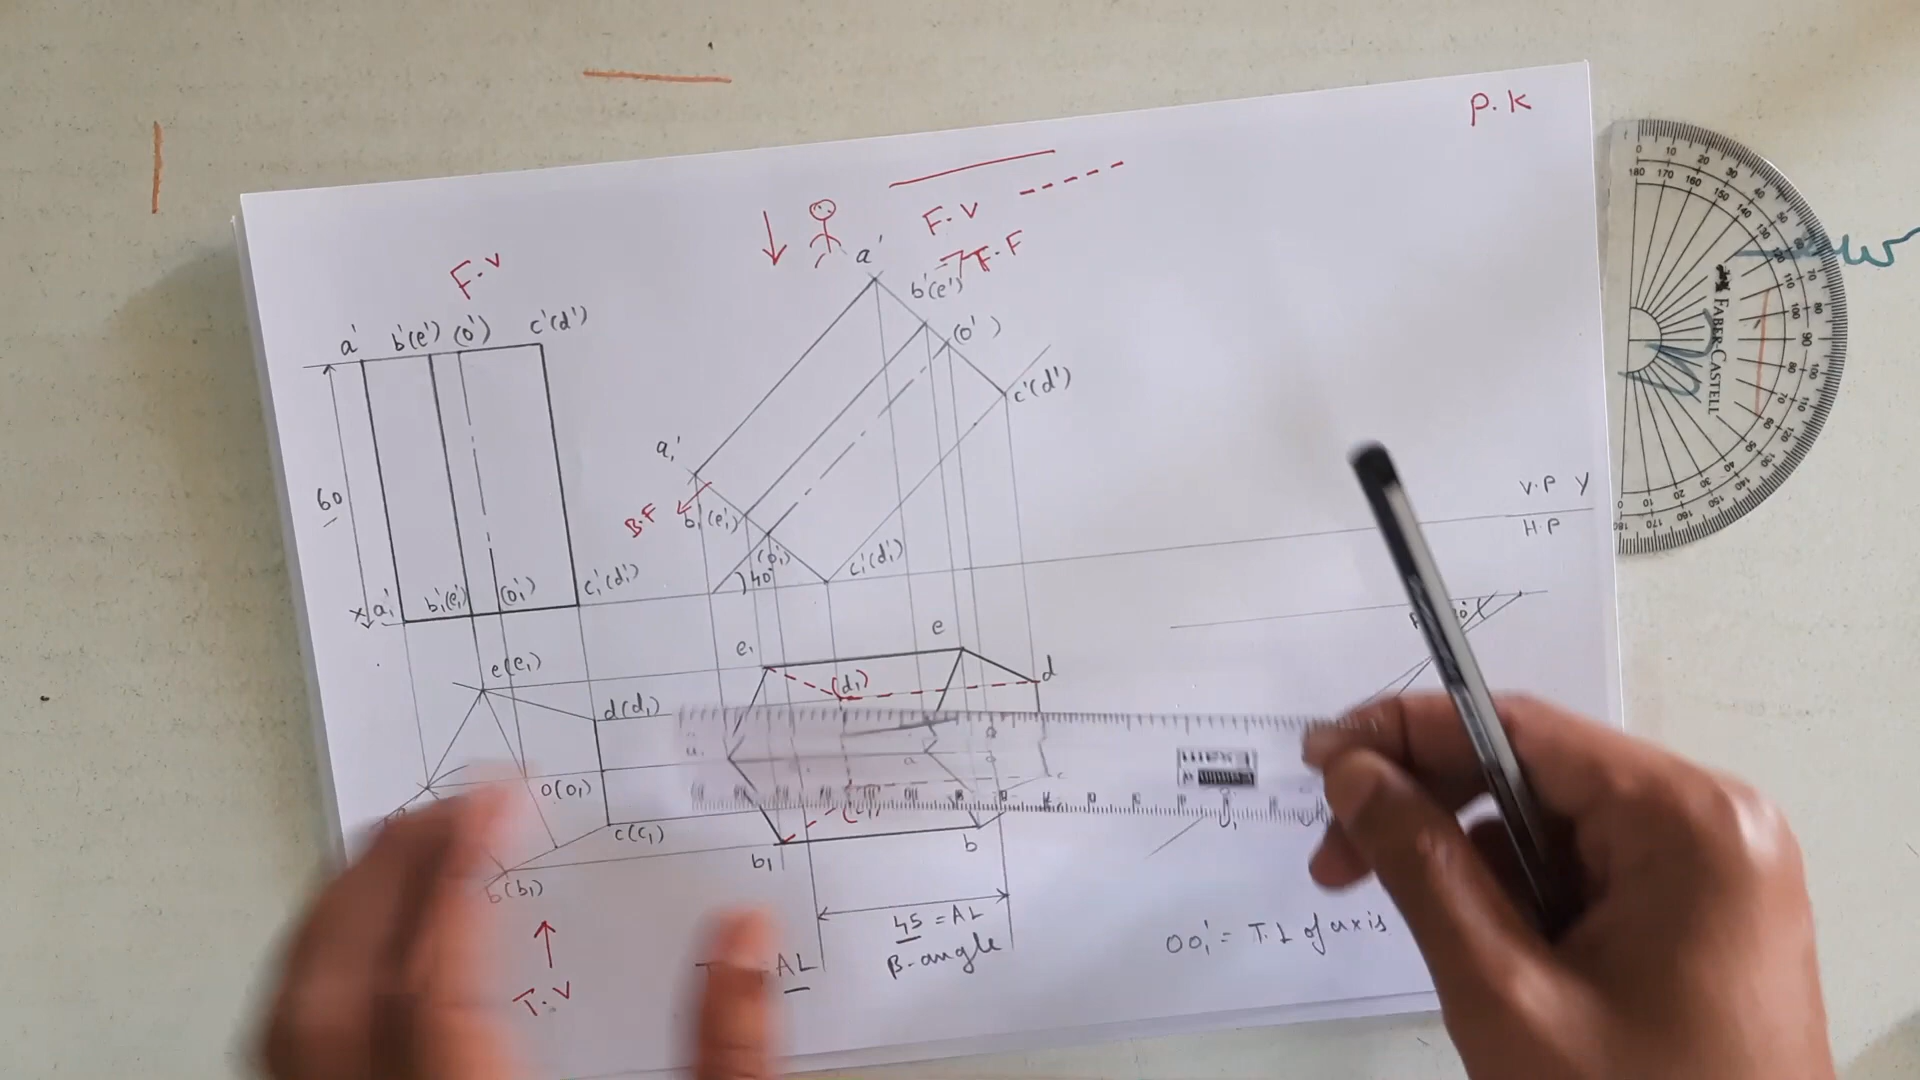 P.K
F.V
F.V
T.F
a'
b'(e')
(o')
c'(d')
a'
b'(e')
(o')
c'(d')
60
a₁'
B.F
b₁'(e₁')
(o₁')
40°
c₁'(d₁')
V.P Y
H.P
X
a₁'
b₁'(e₁')
(o₁')
c₁'(d₁')
e(e₁)
d(d₁)
o(o₁)
c(c₁)
b(b₁)
e₁
e
(d₁)
d
a
o
b₁
b
T.V
AL
45 = AL
β-angle
oo₁' = T.L of axis
FABER-CASTELL